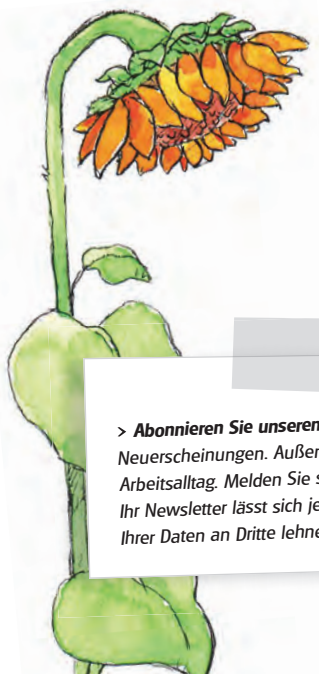 > Abonnieren Sie unseren
Neuerscheinungen. Außer
Arbeitsalltag. Melden Sie s
Ihr Newsletter lässt sich je
Ihrer Daten an Dritte lehne